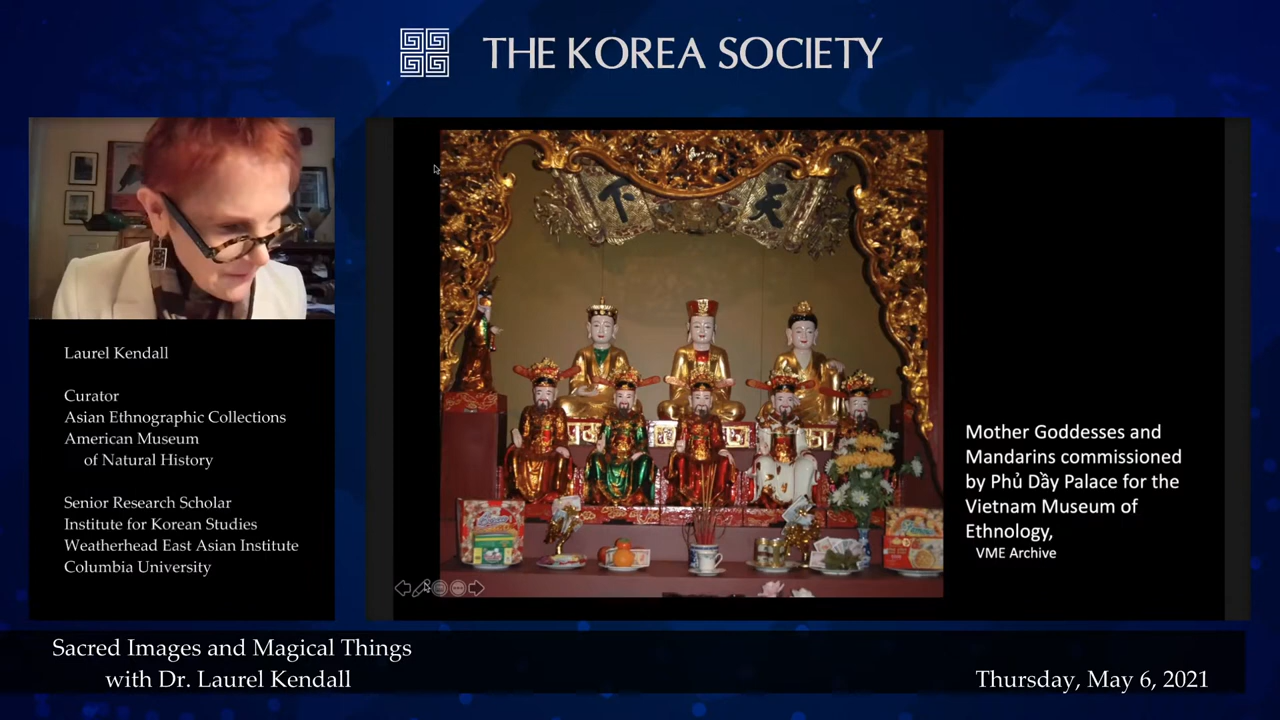 THE KOREA SOCIETY
下 天
Laurel Kendall
Curator
Asian Ethnographic Collections
American Museum
of Natural History
Senior Research Scholar
Institute for Korean Studies
Weatherhead East Asian Institute
Columbia University
Mother Goddesses and
Mandarins commissioned
by Phủ Dầy Palace for the
Vietnam Museum of
Ethnology,
VME Archive
Sacred Images and Magical Things
with Dr. Laurel Kendall
Thursday, May 6, 2021